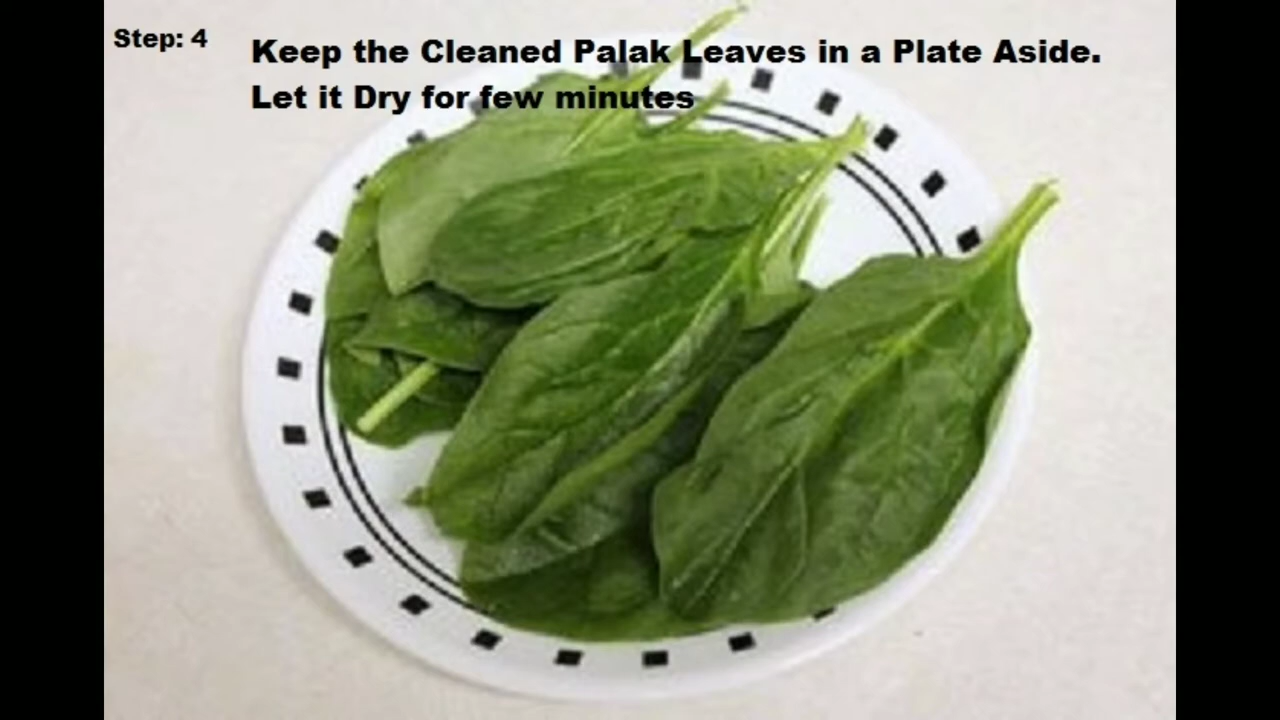 Step: 4
Keep the Cleaned Palak Leaves in a Plate Aside.
Let it Dry for few minutes